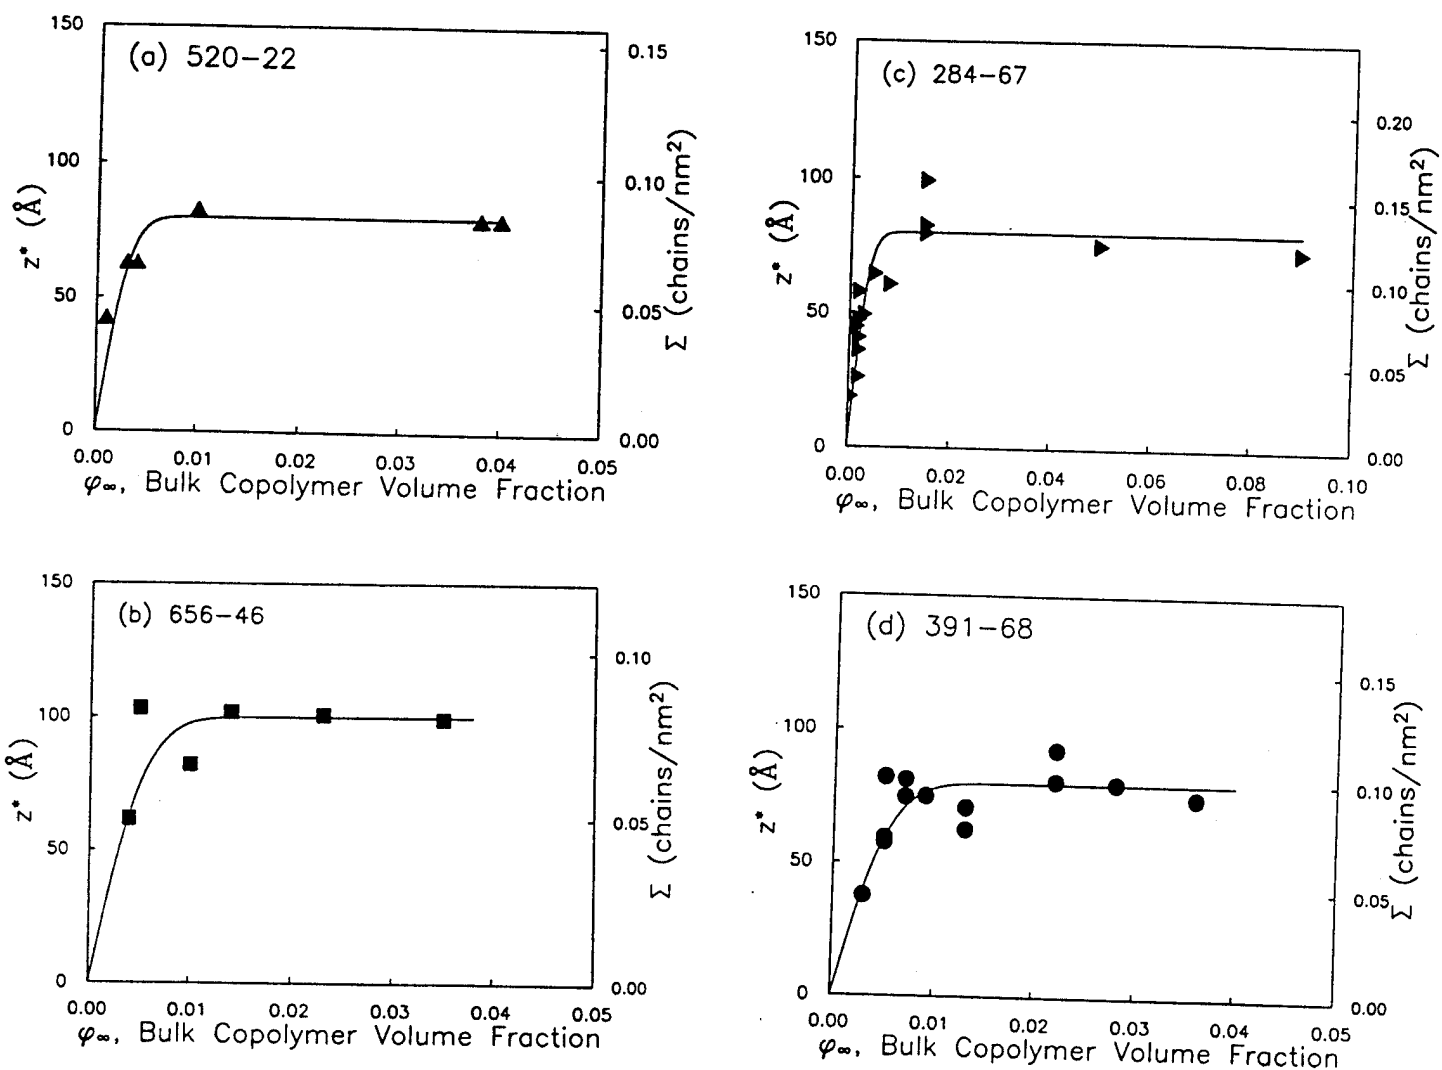 (a) 520-22
150
100
50
0
z* (Å)
0.15
0.10
0.05
0.00
Σ (chains/nm²)
0.00 0.01 0.02 0.03 0.04 0.05
φ∞, Bulk Copolymer Volume Fraction
(c) 284-67
150
100
50
0
z* (Å)
0.20
0.15
0.10
0.05
0.00
Σ (chains/nm²)
0.00 0.02 0.04 0.06 0.08 0.10
φ∞, Bulk Copolymer Volume Fraction
(b) 656-46
150
100
50
0
z* (Å)
0.10
0.05
0.00
Σ (chains/nm²)
0.00 0.01 0.02 0.03 0.04 0.05
φ∞, Bulk Copolymer Volume Fraction
(d) 391-68
150
100
50
0
z* (Å)
0.15
0.10
0.05
0.00
Σ (chains/nm²)
0.00 0.01 0.02 0.03 0.04 0.05
φ∞, Bulk Copolymer Volume Fraction